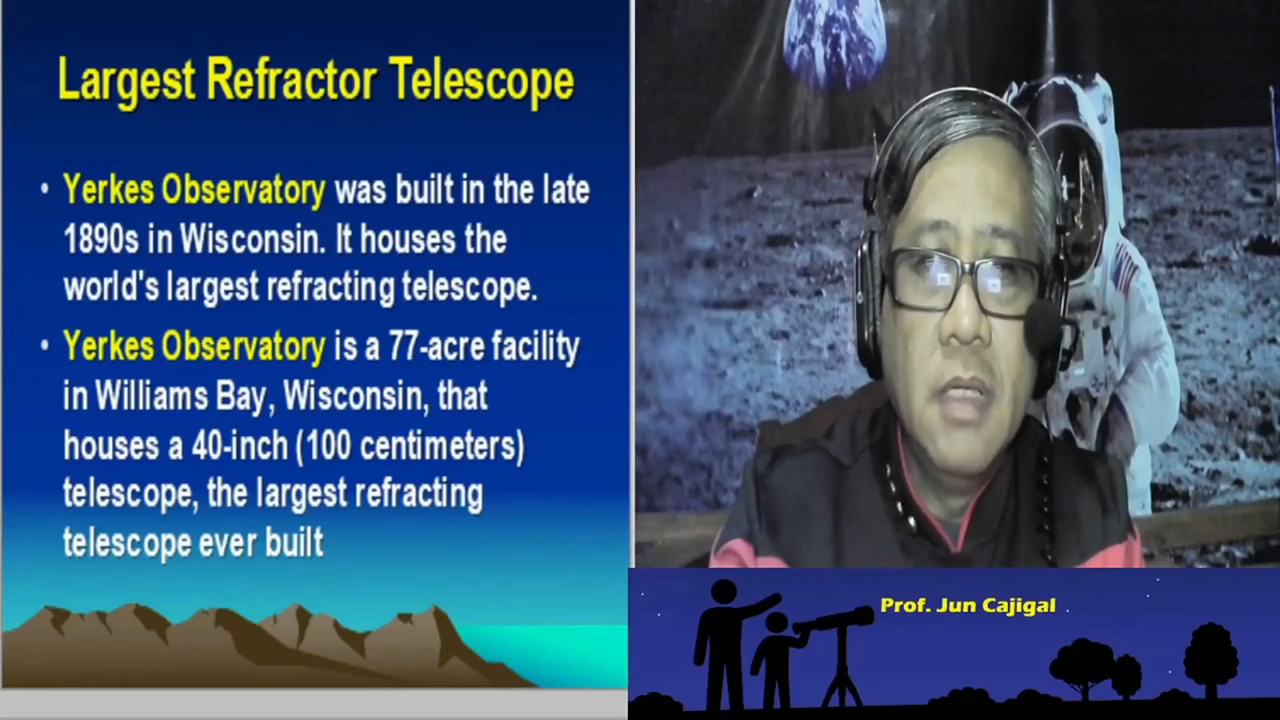 Largest Refractor Telescope
• Yerkes Observatory was built in the late
1890s in Wisconsin. It houses the
world's largest refracting telescope.
• Yerkes Observatory is a 77-acre facility
in Williams Bay, Wisconsin, that
houses a 40-inch (100 centimeters)
telescope, the largest refracting
telescope ever built
Prof. Jun Cajigal